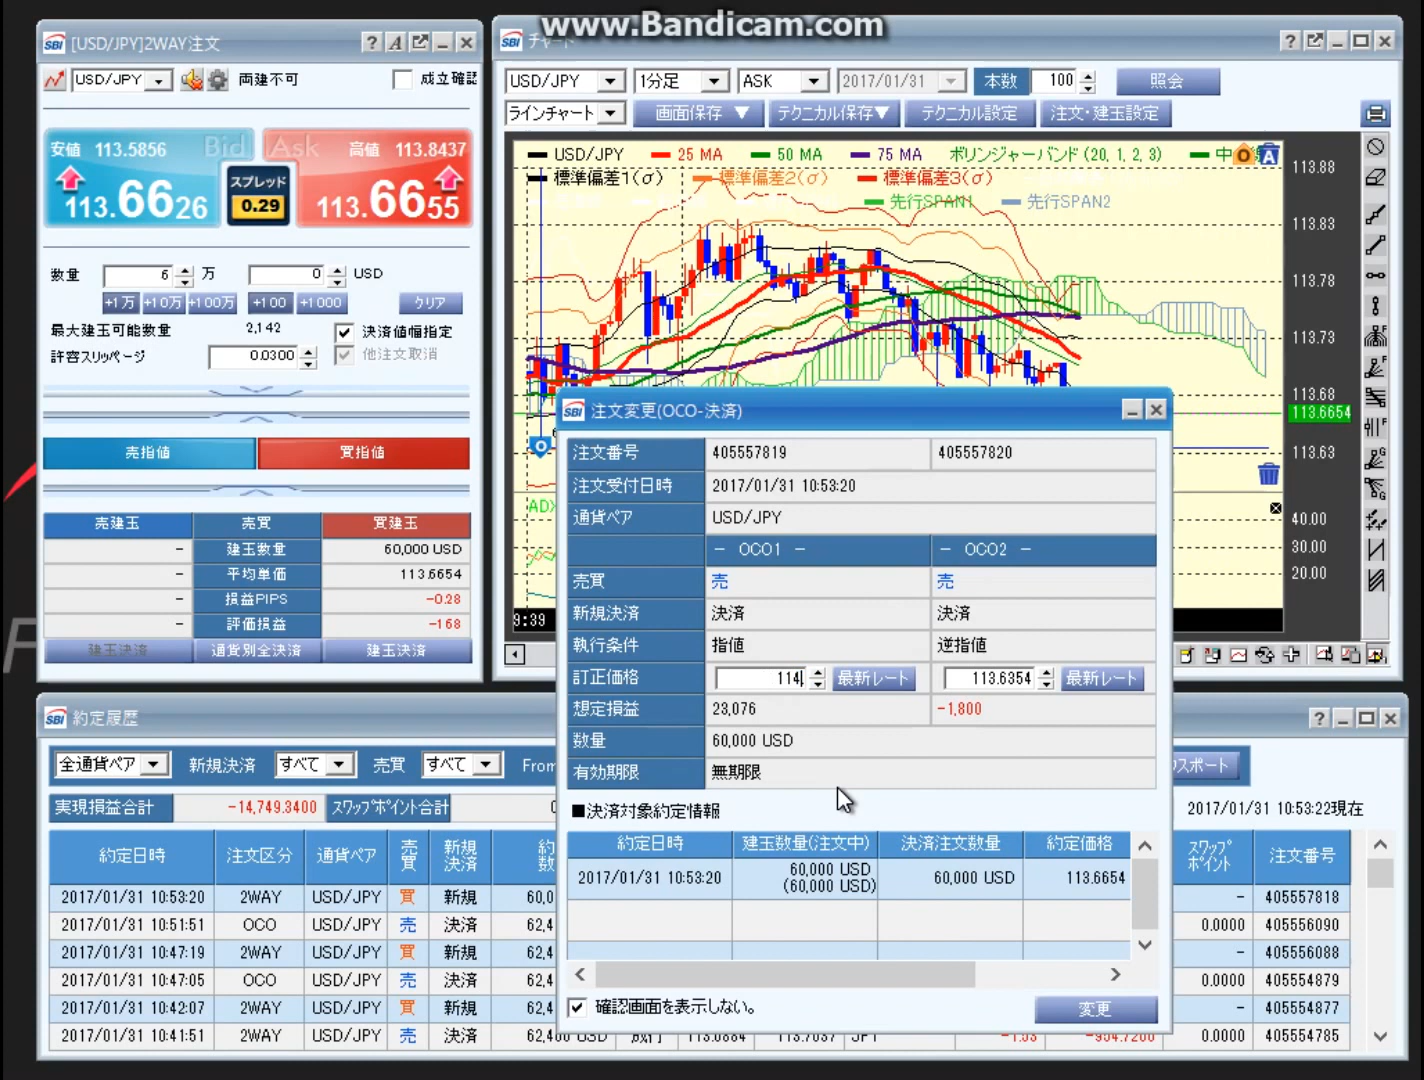 www.Bandicam.com
SBI [USD/JPY]2WAY注文
USD/JPY 両建不可 成立確認
安値 113.5856 Bid Ask 高値 113.8437
113.6626 スプレッド 0.29 113.6655
数量 6 万 0 USD
+1万 +10万 +100万 +100 +1000 クリア
最大建玉可能数量 2,142 決済値幅指定
許容スリッページ 0.0300 他注文取消
売指値 買指値
売建玉 売買 買建玉
- 建玉数量 60,000 USD
- 平均単価 113.6654
- 損益PIPS -0.28
- 評価損益 -168
建玉決済 通貨別全決済 建玉決済
SBI チャート
USD/JPY 1分足 ASK 2017/01/31 本数 100 照会
ラインチャート 画面保存 ▼ テクニカル保存▼ テクニカル設定 注文・建玉設定
USD/JPY 25 MA 50 MA 75 MA ボリンジャーバンド (20, 1, 2, 3) 中
標準偏差1(σ) 標準偏差2(σ) 標準偏差3(σ)
先行SPAN1 先行SPAN2
113.88
113.83
113.78
113.73
113.68
113.6654
113.63
ADX
40.00
30.00
20.00
9:39
SBI 注文変更(OCO-決済)
注文番号 405557819 405557820
注文受付日時 2017/01/31 10:53:20
通貨ペア USD/JPY
- OCO1 - - OCO2 -
売買 売 売
新規決済 決済 決済
執行条件 指値 逆指値
訂正価格 114 最新レート 113.6354 最新レート
想定損益 23,076 -1,800
数量 60,000 USD
有効期限 無期限
■決済対象約定情報
約定日時 建玉数量(注文中) 決済注文数量 約定価格
2017/01/31 10:53:20 60,000 USD (60,000 USD) 60,000 USD 113.6654
確認画面を表示しない。 変更
SBI 約定履歴
全通貨ペア 新規決済 すべて 売買 すべて From スポート
実現損益合計 -14,749.3400 スワップポイント合計 2017/01/31 10:53:22現在
約定日時 注文区分 通貨ペア 売買 新規決済 スワップポイント 注文番号
2017/01/31 10:53:20 2WAY USD/JPY 買 新規 60,0 - 405557818
2017/01/31 10:51:51 OCO USD/JPY 売 決済 62,4 0.0000 405556090
2017/01/31 10:47:19 2WAY USD/JPY 買 新規 62,4 - 405556088
2017/01/31 10:47:05 OCO USD/JPY 売 決済 62,4 0.0000 405554879
2017/01/31 10:42:07 2WAY USD/JPY 買 新規 62,4 - 405554877
2017/01/31 10:41:51 2WAY USD/JPY 売 決済 62,400 USD 成行 JPY 0.0000 405554785